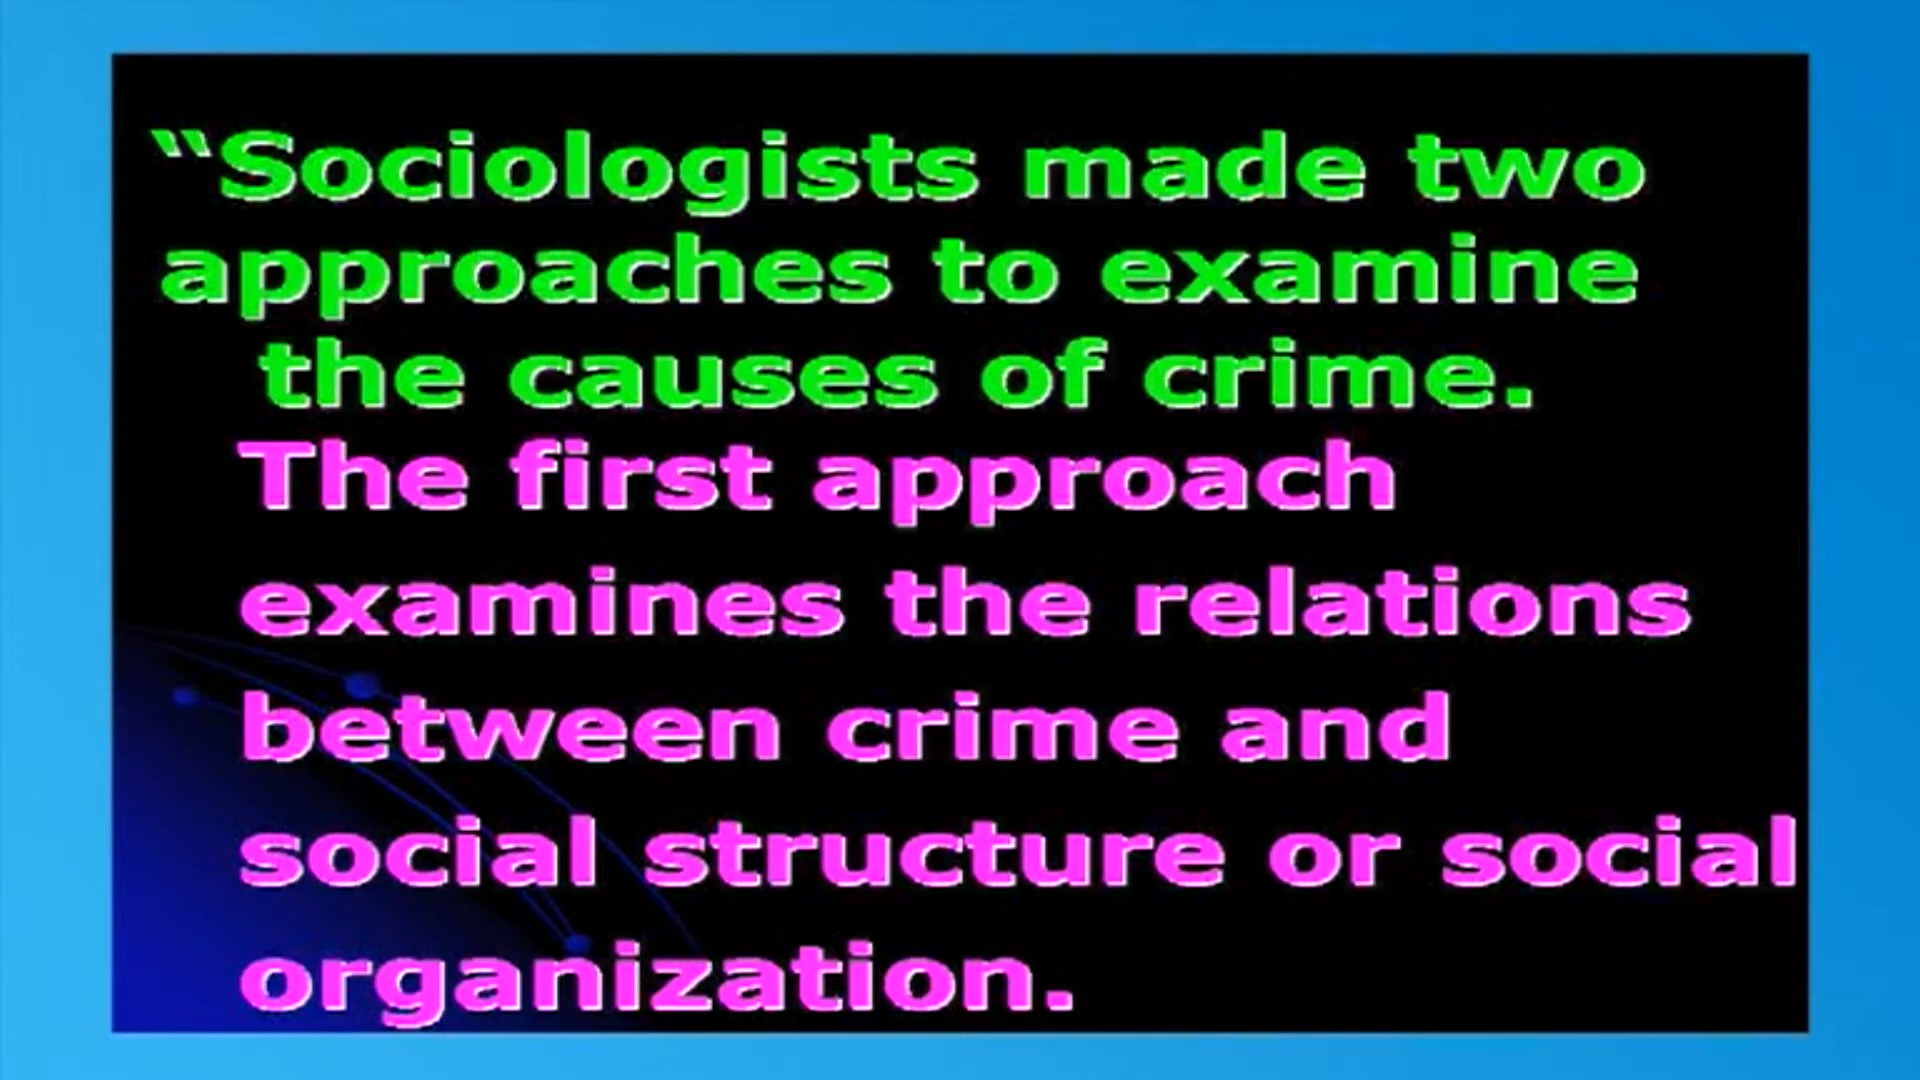 “Sociologists made two
approaches to examine
the causes of crime.
The first approach
examines the relations
between crime and
social structure or social
organization.